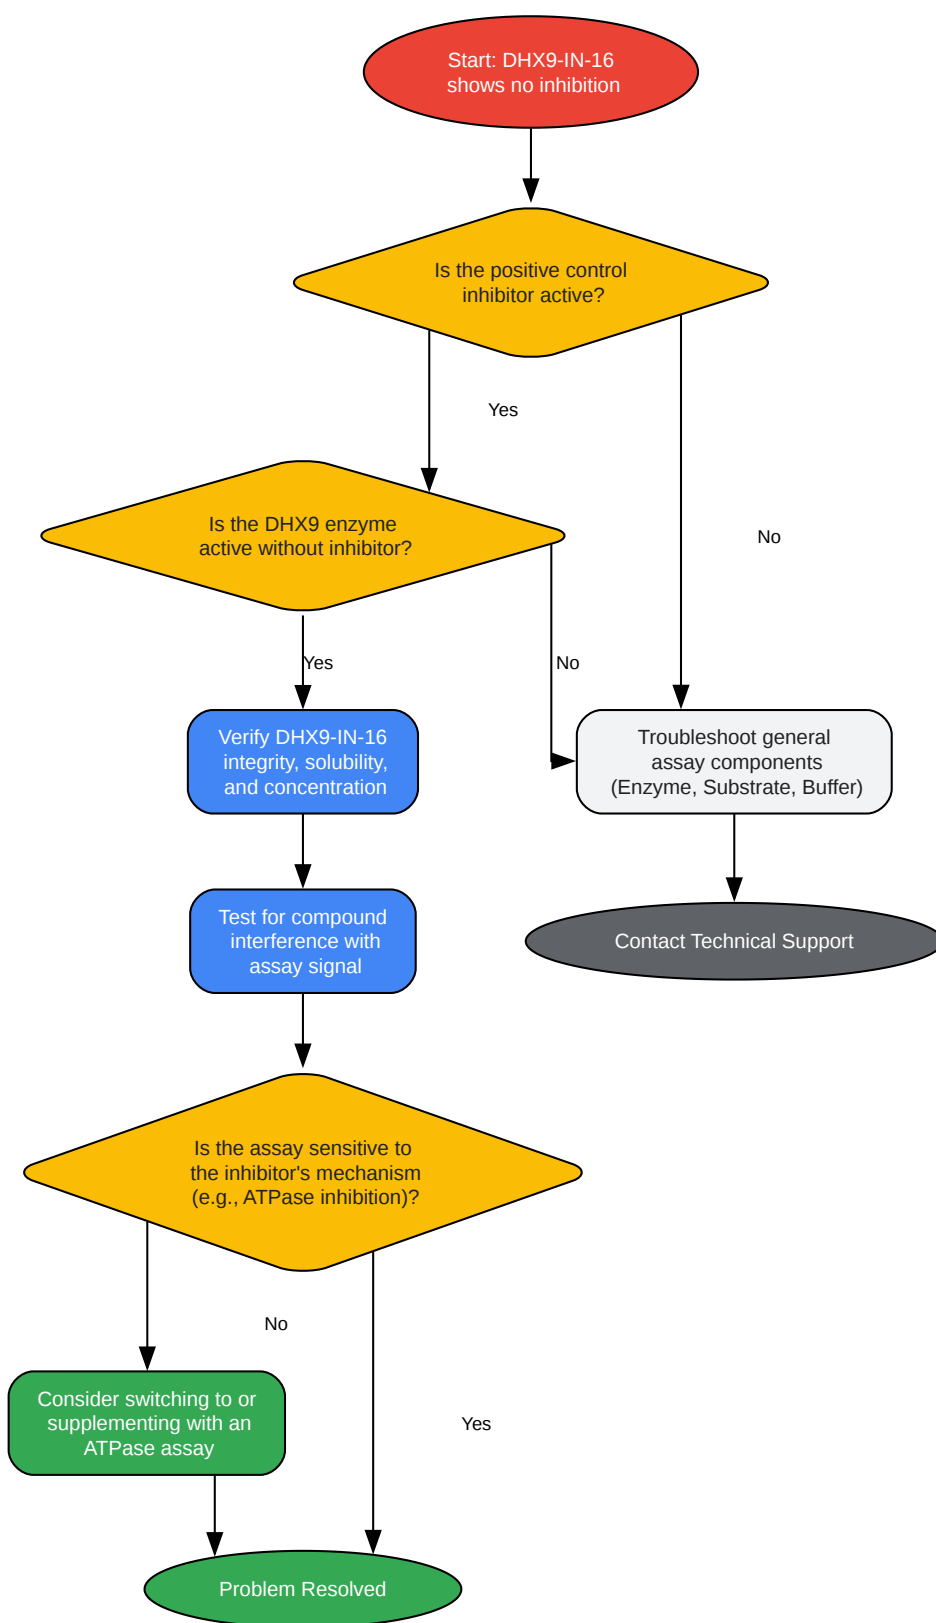 Start: DHX9-IN-16
shows no inhibition
Is the positive control
inhibitor active?
Yes
No
Is the DHX9 enzyme
active without inhibitor?
Yes
No
Verify DHX9-IN-16
integrity, solubility,
and concentration
Troubleshoot general
assay components
(Enzyme, Substrate, Buffer)
Test for compound
interference with
assay signal
Contact Technical Support
Is the assay sensitive to
the inhibitor's mechanism
(e.g., ATPase inhibition)?
No
Yes
Consider switching to or
supplementing with an
ATPase assay
Problem Resolved